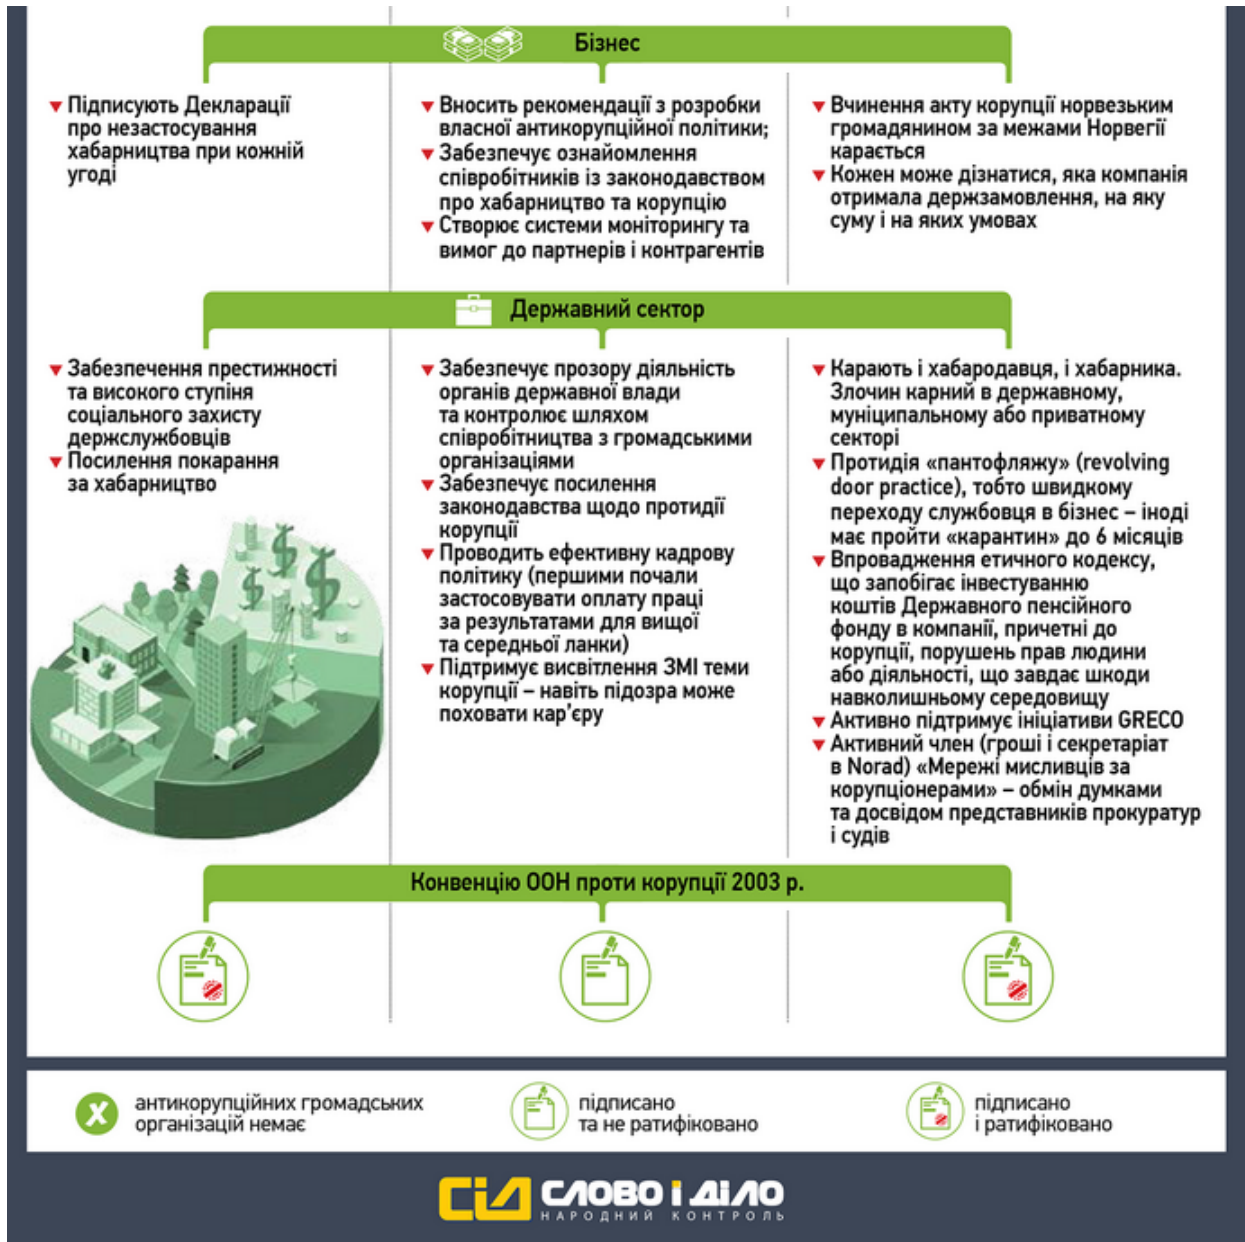 Бізнес
Підписують Декларації
про незастосування
хабарництва при кожній
угоді
Вносить рекомендації з розробки
власної антикорупційної політики;
Забезпечує ознайомлення
співробітників із законодавством
про хабарництво та корупцію
Створює системи моніторингу та
вимог до партнерів і контрагентів
Вчинення акту корупції норвезьким
громадянином за межами Норвегії
карається
Кожен може дізнатися, яка компанія
отримала держзамовлення, на яку
суму і на яких умовах
Державний сектор
Забезпечення престижності
та високого ступіня
соціального захисту
держслужбовців
Посилення покарання
за хабарництво
Забезпечує прозору діяльність
органів державної влади
та контролює шляхом
співробітництва з громадськими
організаціями
Забезпечує посилення
законодавства щодо протидії
корупції
Проводить ефективну кадрову
політику (першими почали
застосовувати оплату праці
за результатами для вищої
та середньої ланки)
Підтримує висвітлення ЗМІ теми
корупції – навіть підозра може
поховати кар’єру
Карають і хабародавця, і хабарника.
Злочин карний в державному,
муніципальному або приватному
секторі
Протидія «пантофляжу» (revolving
door practice), тобто швидкому
переходу службовця в бізнес – іноді
має пройти «карантин» до 6 місяців
Впровадження етичного кодексу,
що запобігає інвестуванню
коштів Державного пенсійного
фонду в компанії, причетні до
корупції, порушень прав людини
або діяльності, що завдає шкоди
навколишньому середовищу
Активно підтримує ініціативи GRECO
Активний член (гроші і секретаріат
в Norad) «Мережі мисливців за
корупціонерами» – обмін думками
та досвідом представників прокуратур
і судів
Конвенцію ООН проти корупції 2003 р.
X
антикорупційних громадських
організацій немає
підписано
та не ратифіковано
підписано
і ратифіковано
СіД СЛОВО І ДІЛО
НАРОДНИЙ КОНТРОЛЬ